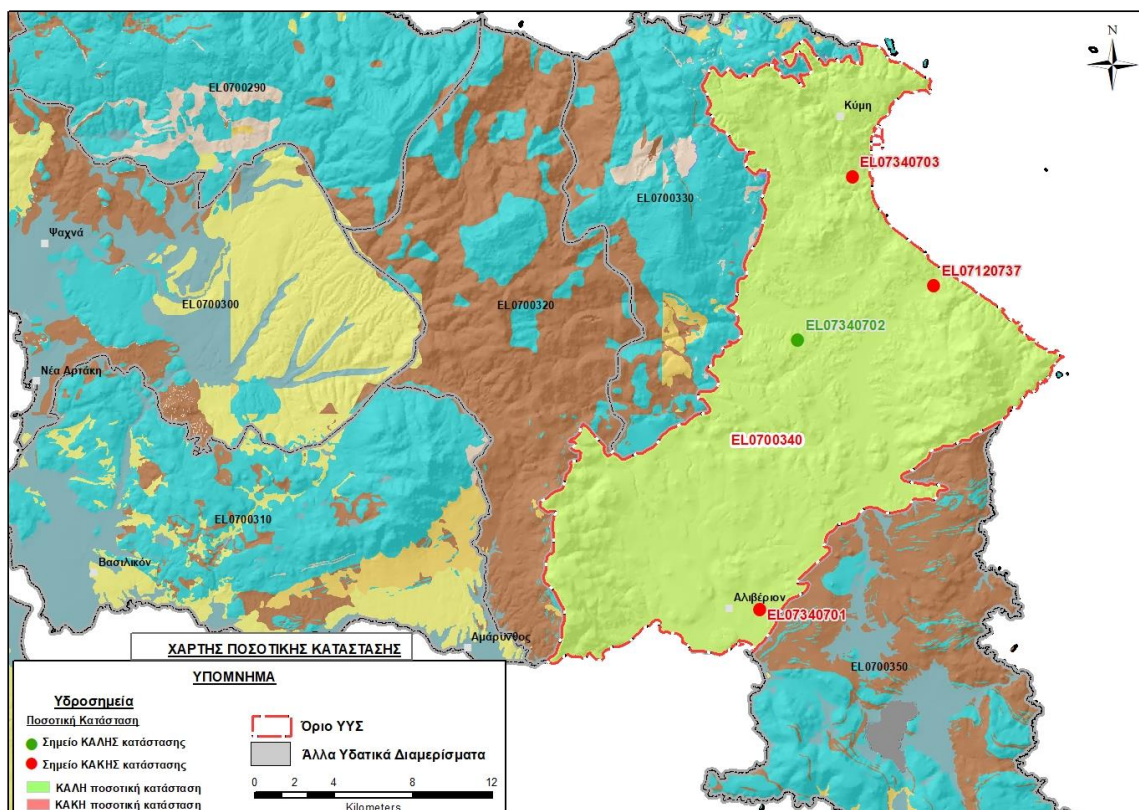 N
EL0700290
Κύμη
EL07340703
EL0700330
Ψαχνά
EL07120737
EL0700300
EL0700320
EL07340702
Νέα Αρτάκη
EL0700340
EL0700310
Βασιλικόν
Αλιβέριον
EL07340701
Αμάρυνθος
ΧΑΡΤΗΣ ΠΟΣΟΤΙΚΗΣ ΚΑΤΑΣΤΑΣΗΣ
EL0700350
ΥΠΟΜΝΗΜΑ
Υδροσημεία
Ποσοτική Κατάσταση
Σημείο ΚΑΛΗΣ κατάστασης
Σημείο ΚΑΚΗΣ κατάστασης
ΚΑΛΗ ποσοτική κατάσταση
ΚΑΚΗ ποσοτική κατάσταση
Όριο ΥΥΣ
Άλλα Υδατικά Διαμερίσματα
0 2 4 8 12
Kilometers